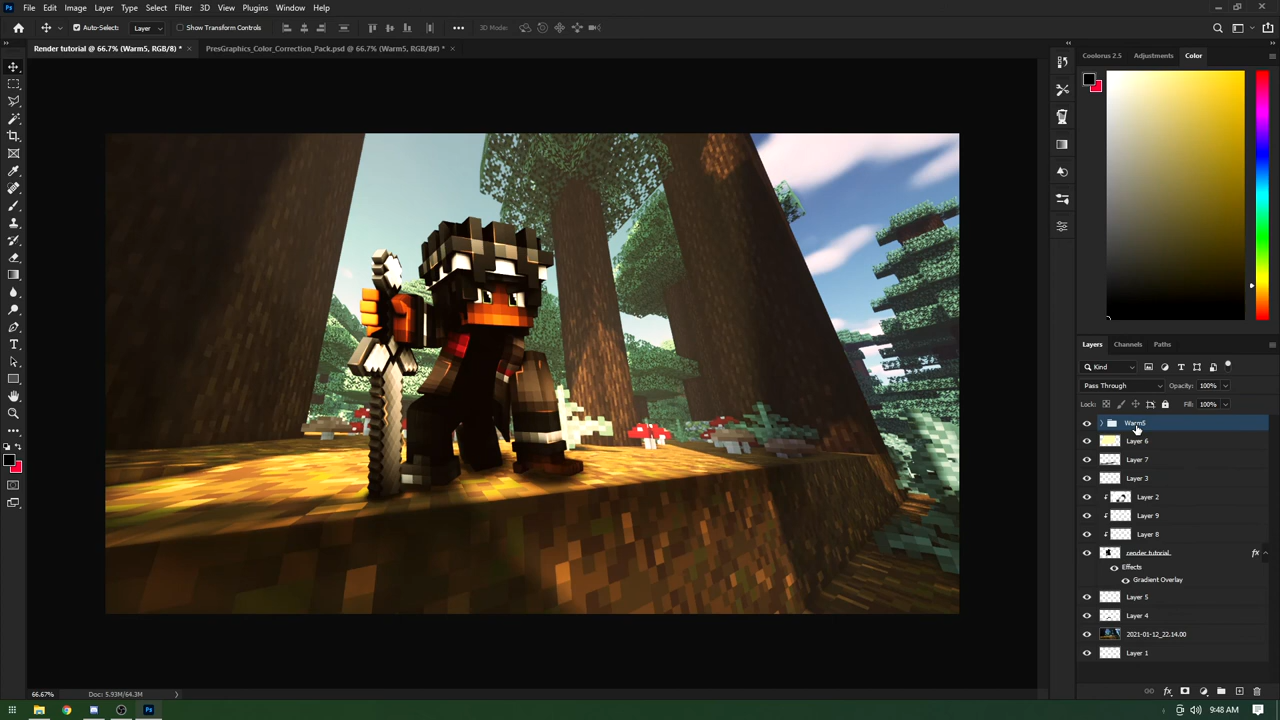 File Edit Image Layer Type Select Filter 3D View Plugins Window Help
Auto-Select: Layer Show Transform Controls 3D Mode:
Render tutorial @ 66.7% (Warm5, RGB/8) * PresGraphics_Color_Correction_Pack.psd @ 66.7% (Warm5, RGB/8#) *
Coolorus 2.5 Adjustments Color
Layers Channels Paths
Kind
Pass Through Opacity: 100%
Lock: Fill: 100%
Warm5
Layer 6
Layer 7
Layer 3
Layer 2
Layer 9
Layer 8
render tutorial
fx
Effects
Gradient Overlay
Layer 5
Layer 4
2021-01-12_22.14.00
Layer 1
66.67% Doc: 5.93M/64.3M
fx
Ps 9:48 AM